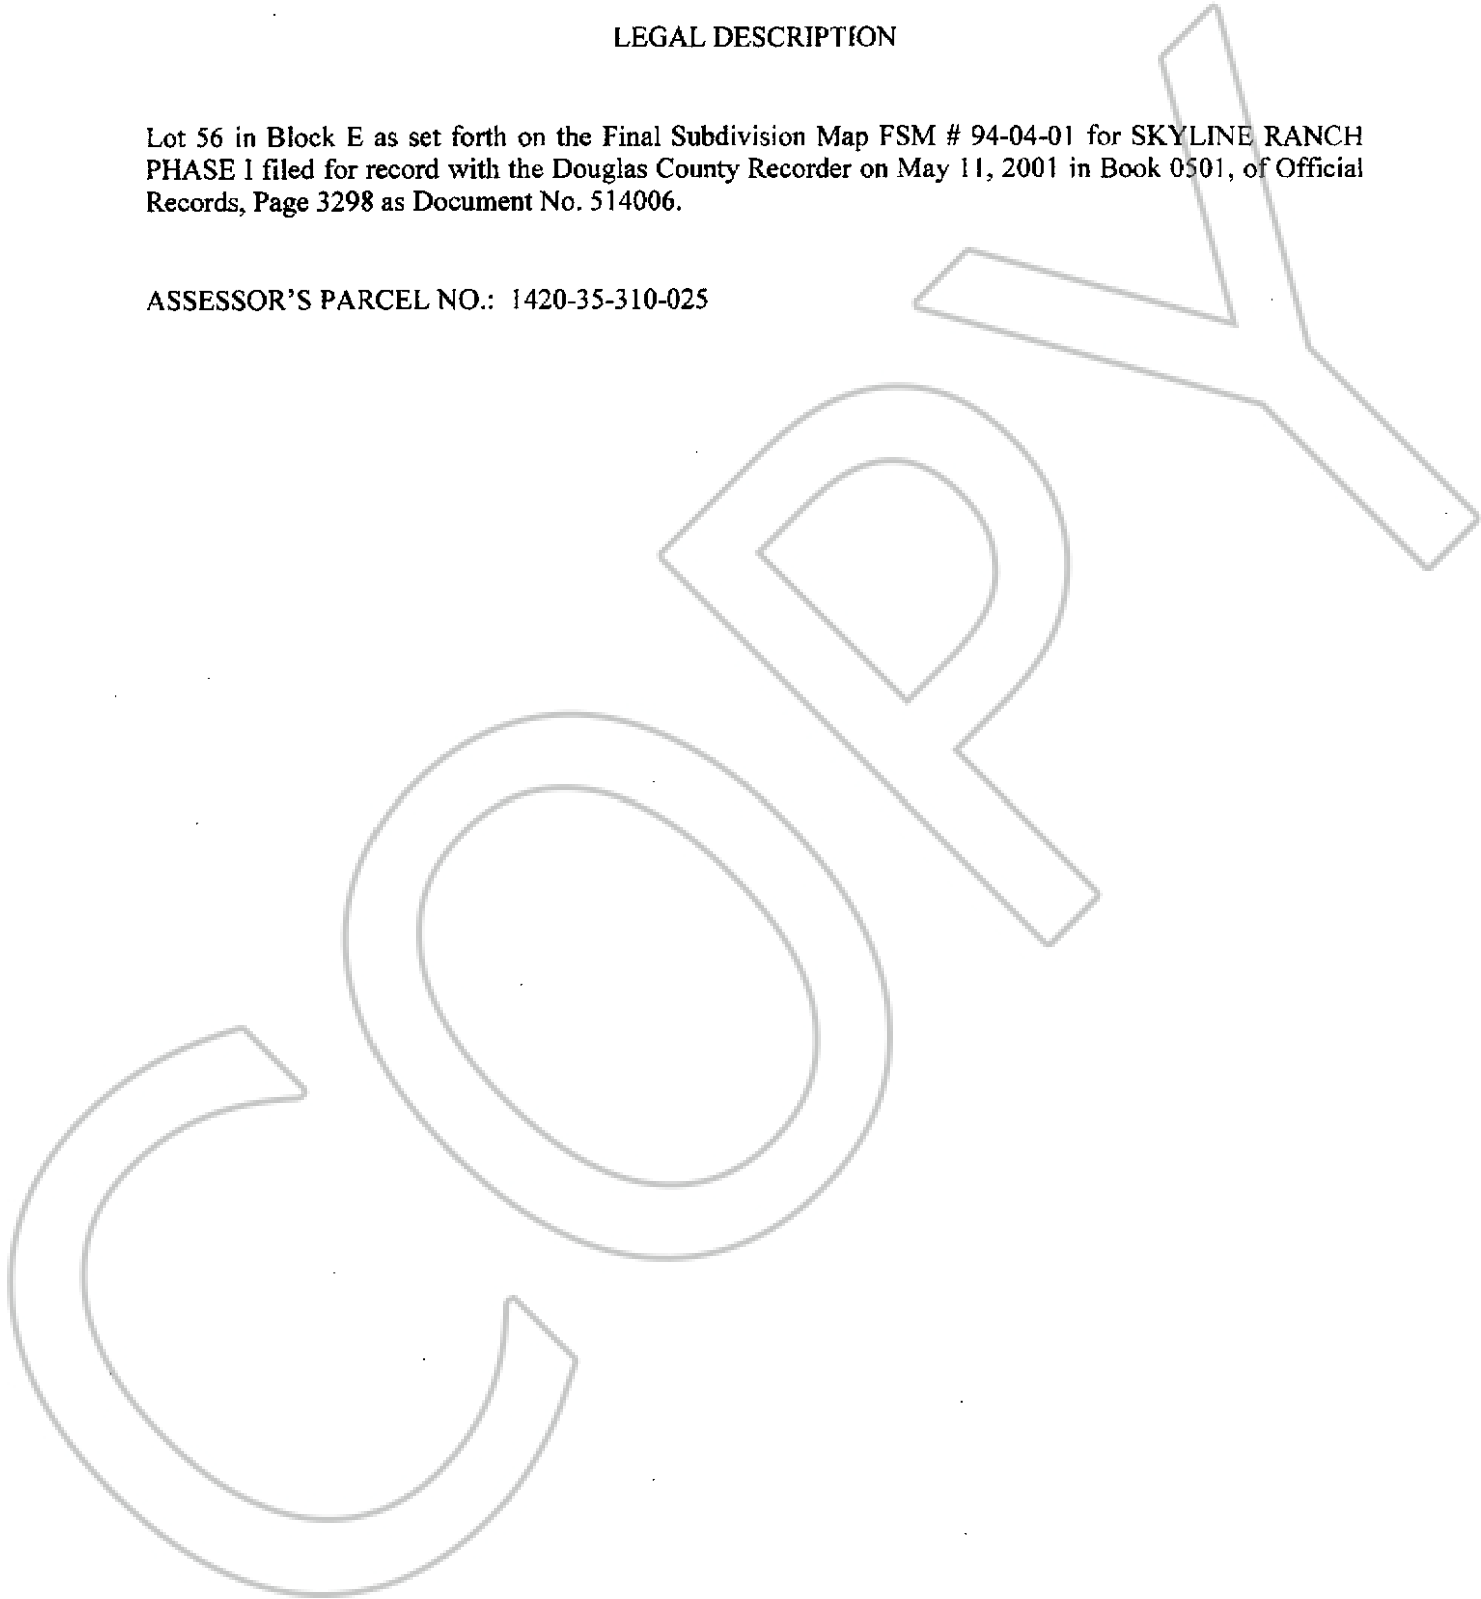 LEGAL DESCRIPTION
Lot 56 in Block E as set forth on the Final Subdivision Map FSM # 94-04-01 for SKYLINE RANCH
PHASE I filed for record with the Douglas County Recorder on May 11, 2001 in Book 0501, of Official
Records, Page 3298 as Document No. 514006.
ASSESSOR'S PARCEL NO.: 1420-35-310-025
COPY